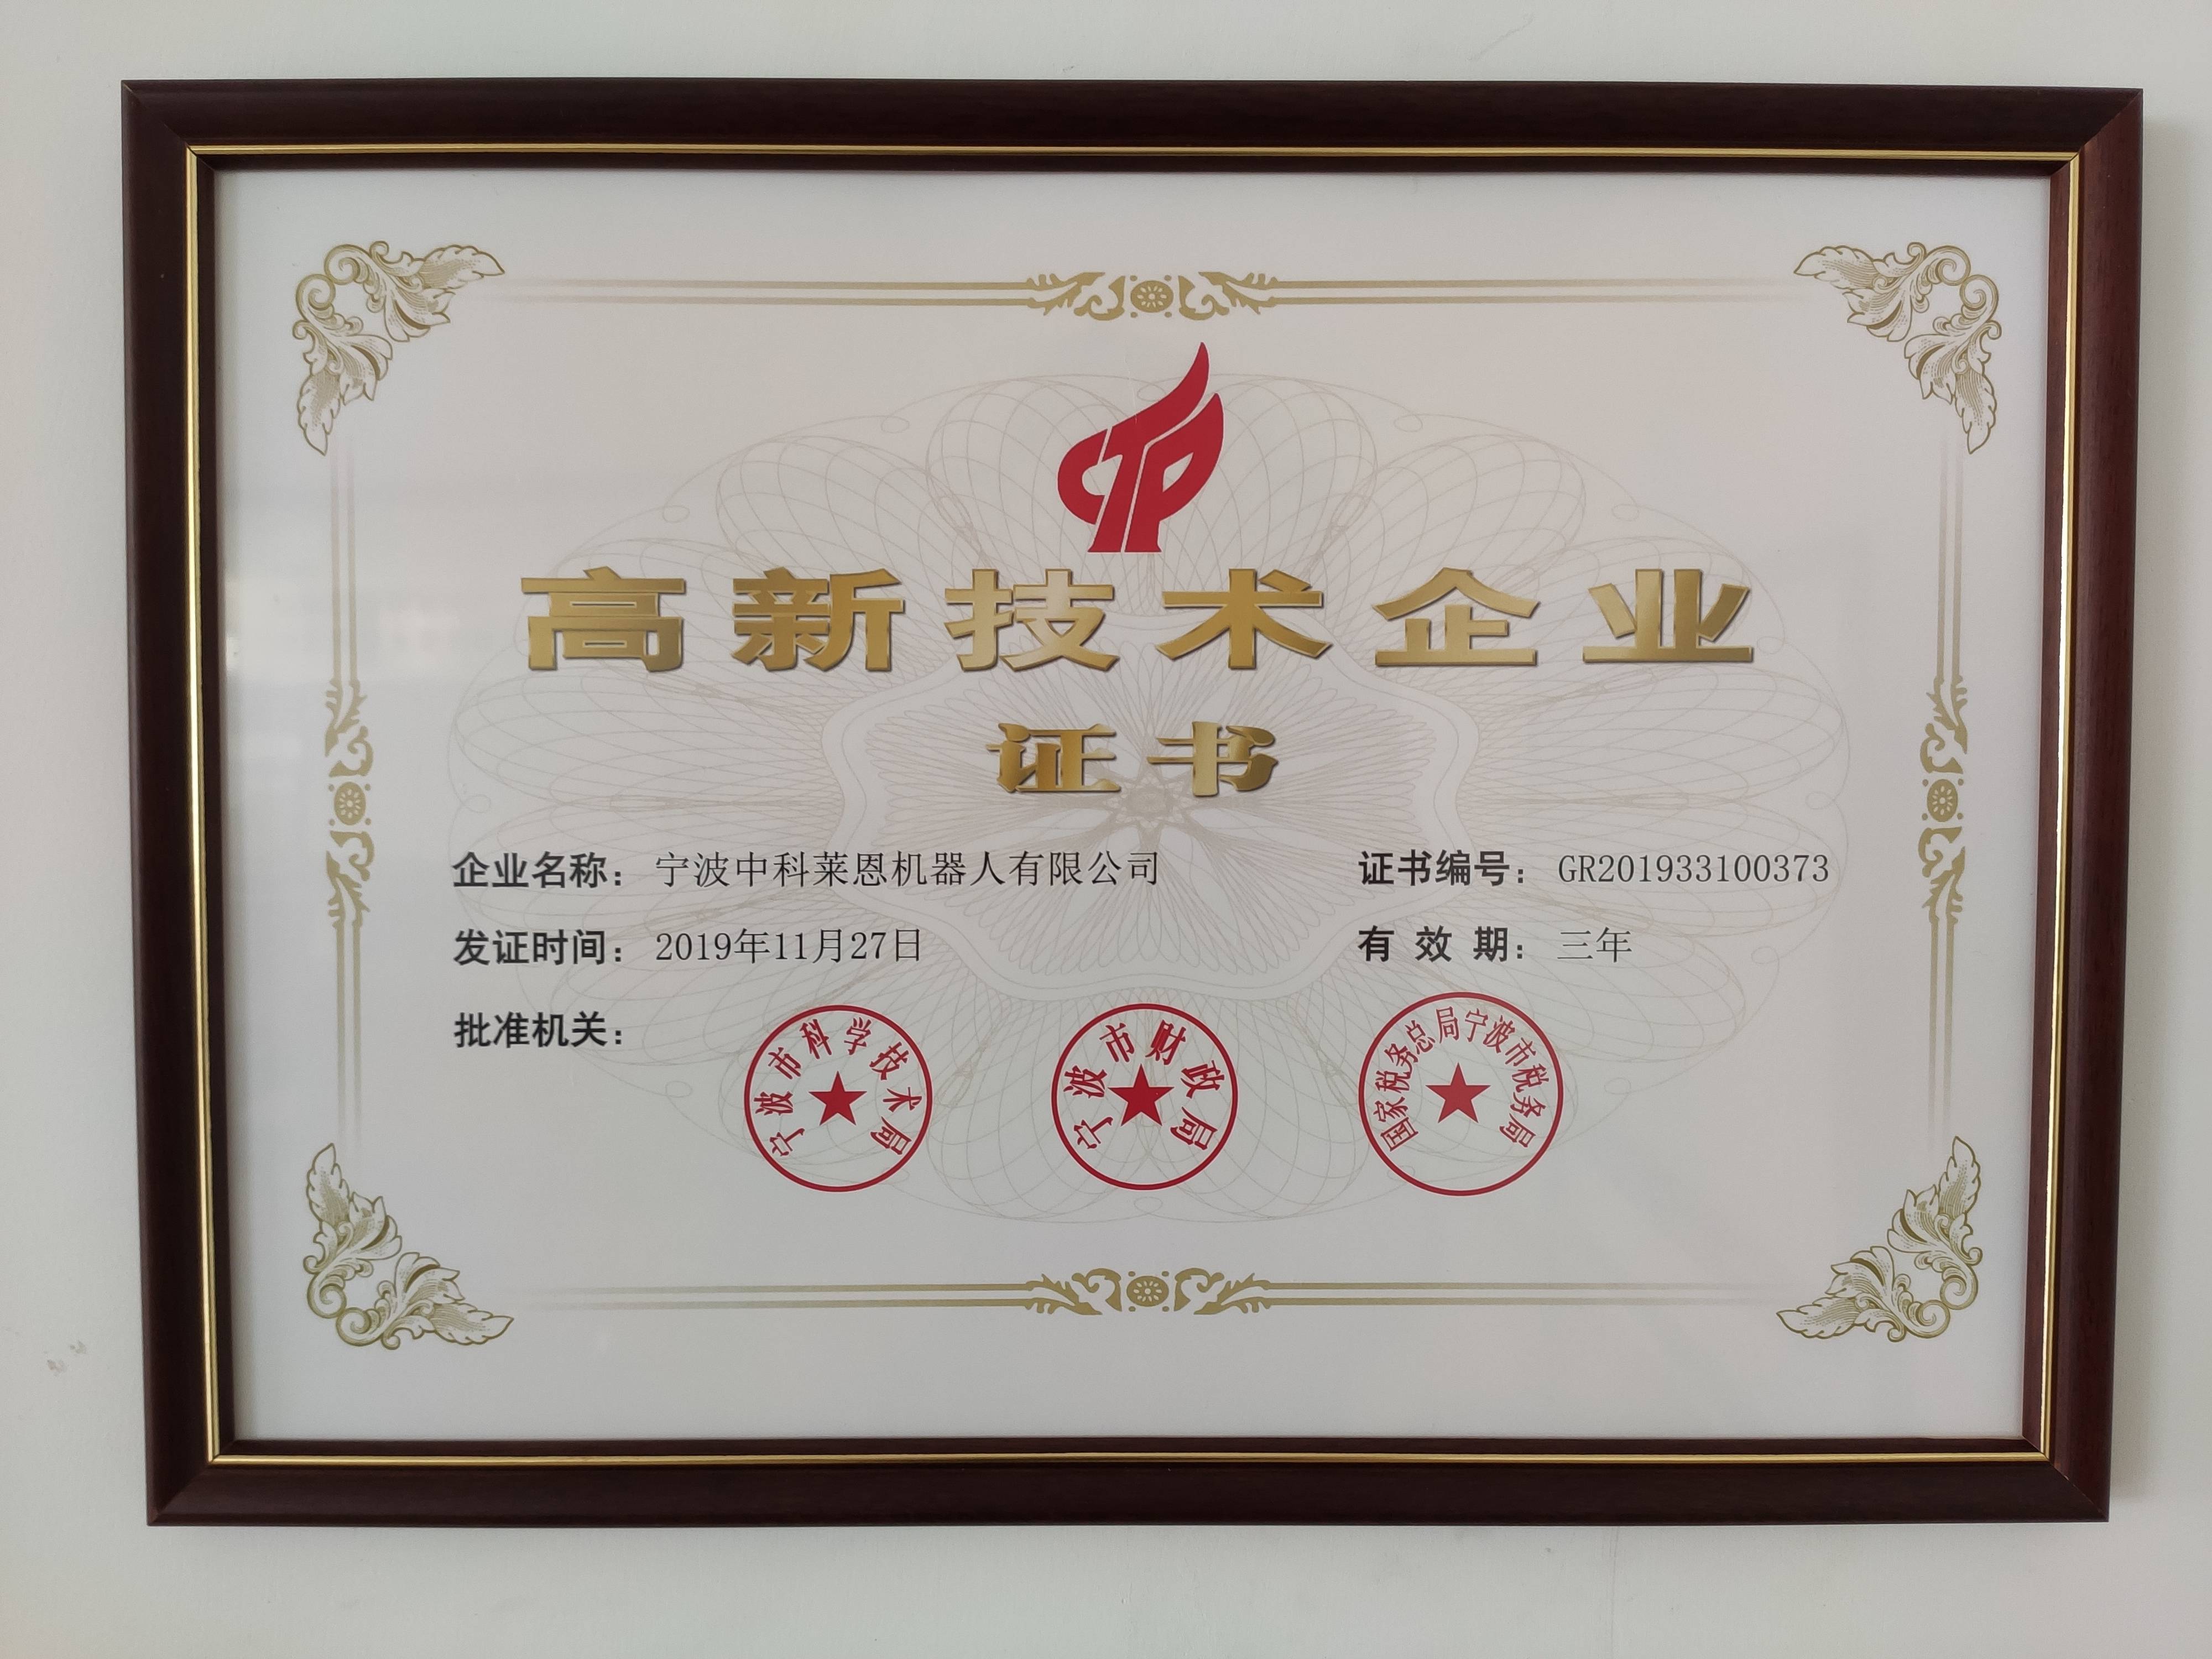 CTP
高新技术企业
证书
企业名称：宁波中科莱恩机器人有限公司
证书编号：GR201933100373
发证时间：2019年11月27日
有效期：三年
批准机关：
宁波市科学技术局
宁波市财政局
国家税务总局宁波市税务局